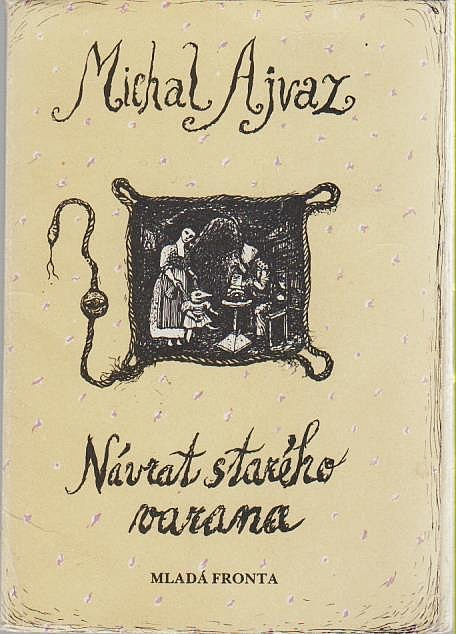 Michal Ajvaz
Návrat starého
varana
MLADÁ FRONTA